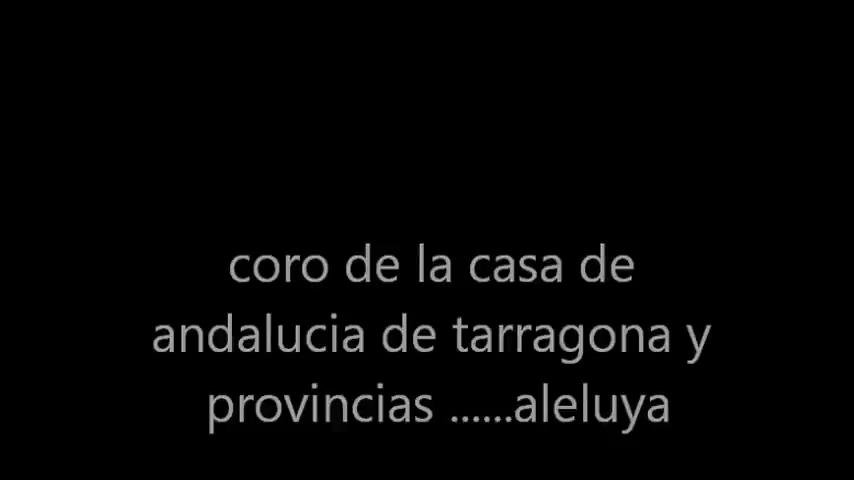 coro de la casa de
andalucia de tarragona y
provincias ......aleluya